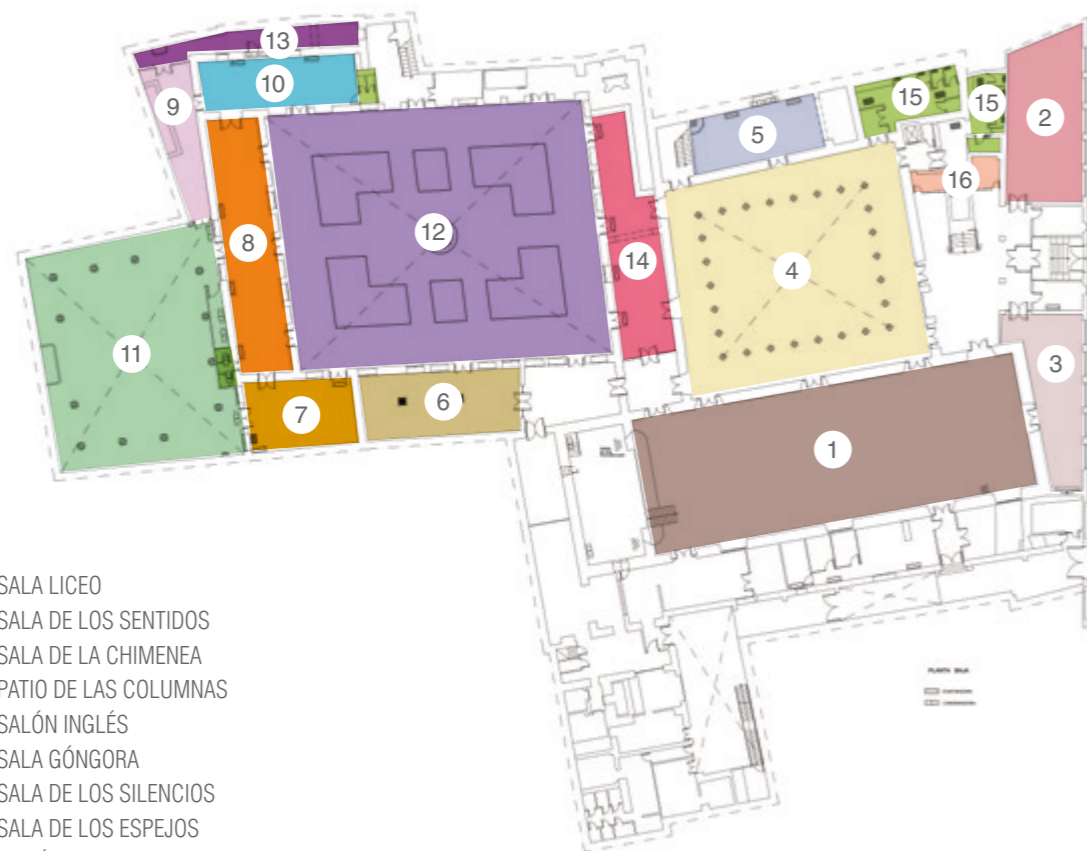 13
10
9
15
15
2
5
16
8
12
14
4
11
3
7
6
1
SALA LICEO
SALA DE LOS SENTIDOS
SALA DE LA CHIMENEA
PATIO DE LAS COLUMNAS
SALÓN INGLÉS
SALA GÓNGORA
SALA DE LOS SILENCIOS
SALA DE LOS ESPEJOS
PLANTA BAJA